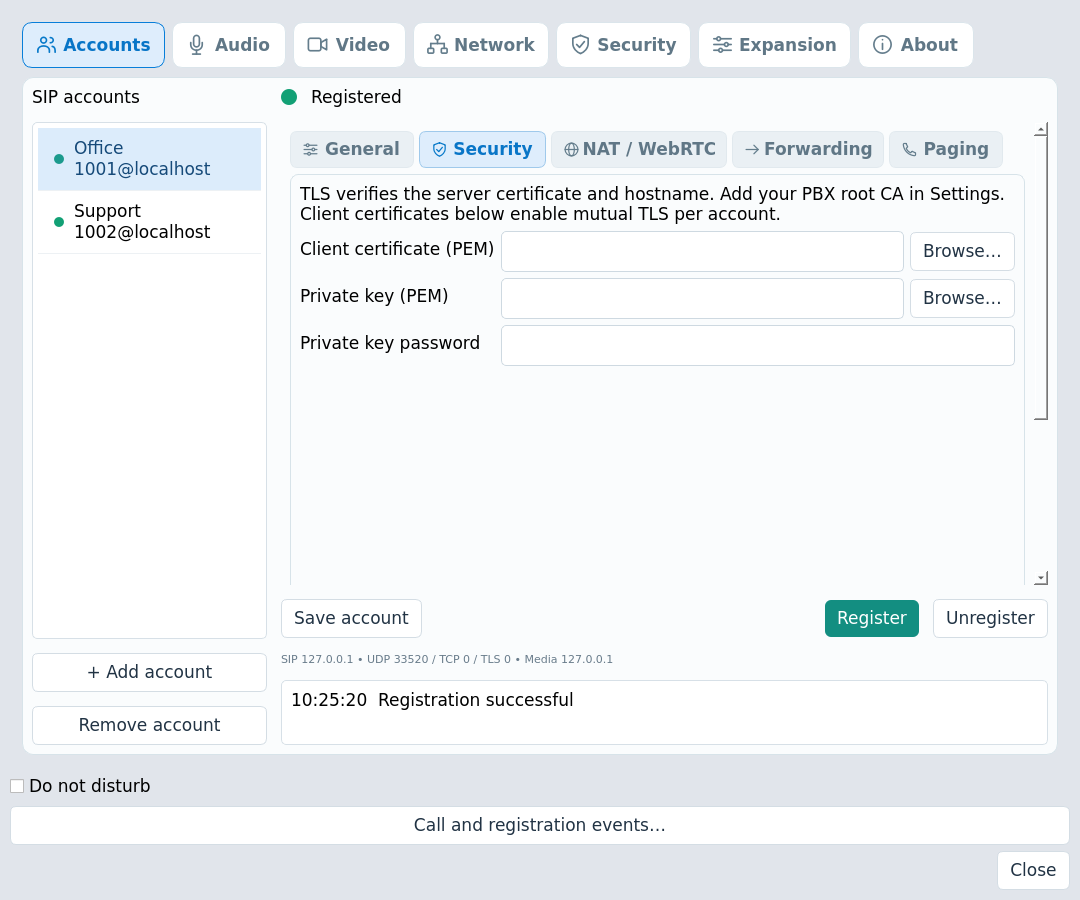 Accounts
Audio
Video
Network
Security
Expansion
About
SIP accounts
Registered
Office
1001@localhost
Support
1002@localhost
General
Security
NAT / WebRTC
Forwarding
Paging
TLS verifies the server certificate and hostname. Add your PBX root CA in Settings.
Client certificates below enable mutual TLS per account.
Client certificate (PEM)
Browse...
Private key (PEM)
Browse...
Private key password
Save account
Register
Unregister
+ Add account
Remove account
SIP 127.0.0.1 • UDP 33520 / TCP 0 / TLS 0 • Media 127.0.0.1
10:25:20  Registration successful
Do not disturb
Call and registration events...
Close